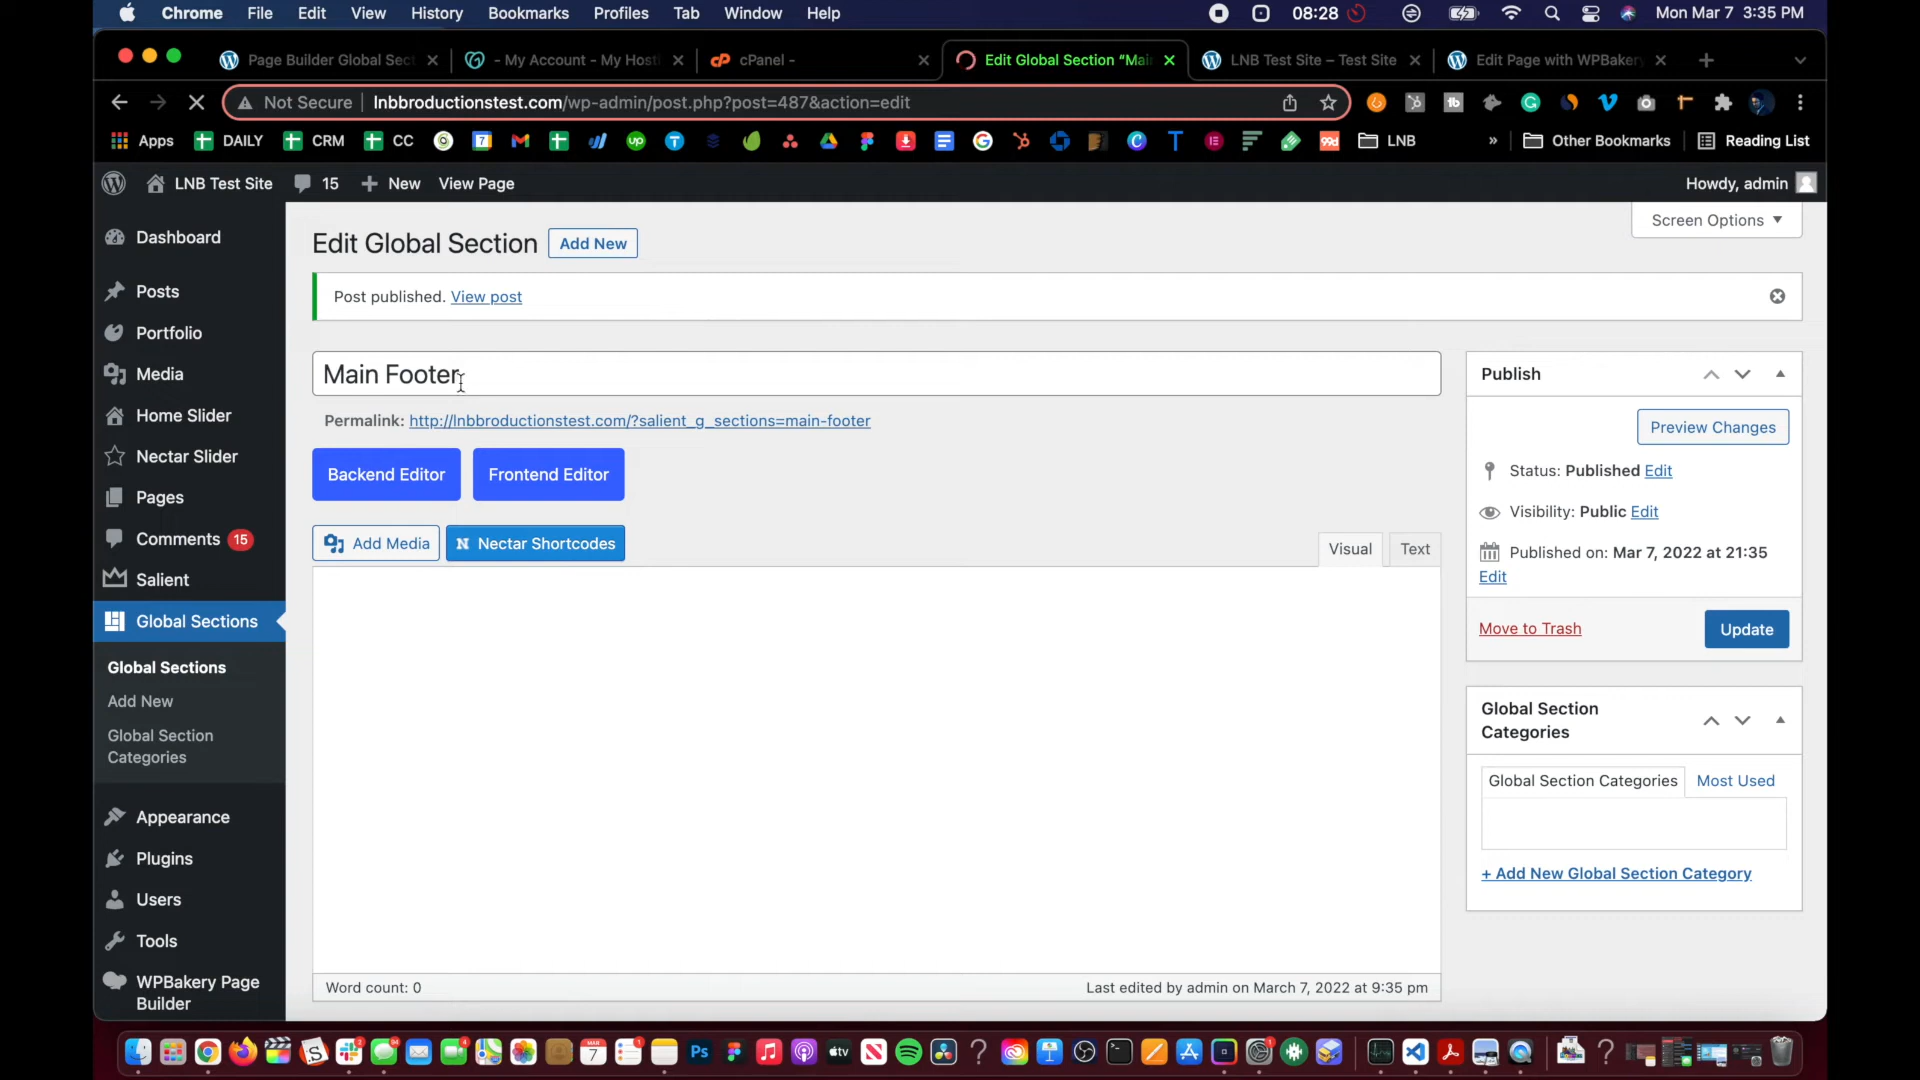 Chrome File Edit View History Bookmarks Profiles Tab Window Help 08:28 Mon Mar 7 3:35 PM
Page Builder Global Sect - My Account - My Hosti cPanel - Edit Global Section “Mai LNB Test Site – Test Site Edit Page with WPBakery
Not Secure lnbbroductionstest.com/wp-admin/post.php?post=487&action=edit
Apps DAILY CRM CC LNB » Other Bookmarks Reading List
LNB Test Site 15 New View Page Howdy, admin
Screen Options
Dashboard
Posts
Portfolio
Media
Home Slider
Nectar Slider
Pages
Comments 15
Salient
Global Sections
Global Sections
Add New
Global Section
Categories
Appearance
Plugins
Users
Tools
WPBakery Page
Builder
Edit Global Section Add New
Post published. View post
Main Footer
Permalink: http://lnbbroductionstest.com/?salient_g_sections=main-footer
Backend Editor Frontend Editor
Add Media Nectar Shortcodes
Visual Text
Word count: 0 Last edited by admin on March 7, 2022 at 9:35 pm
Publish
Preview Changes
Status: Published Edit
Visibility: Public Edit
Published on: Mar 7, 2022 at 21:35
Edit
Move to Trash Update
Global Section
Categories
Global Section Categories Most Used
+ Add New Global Section Category